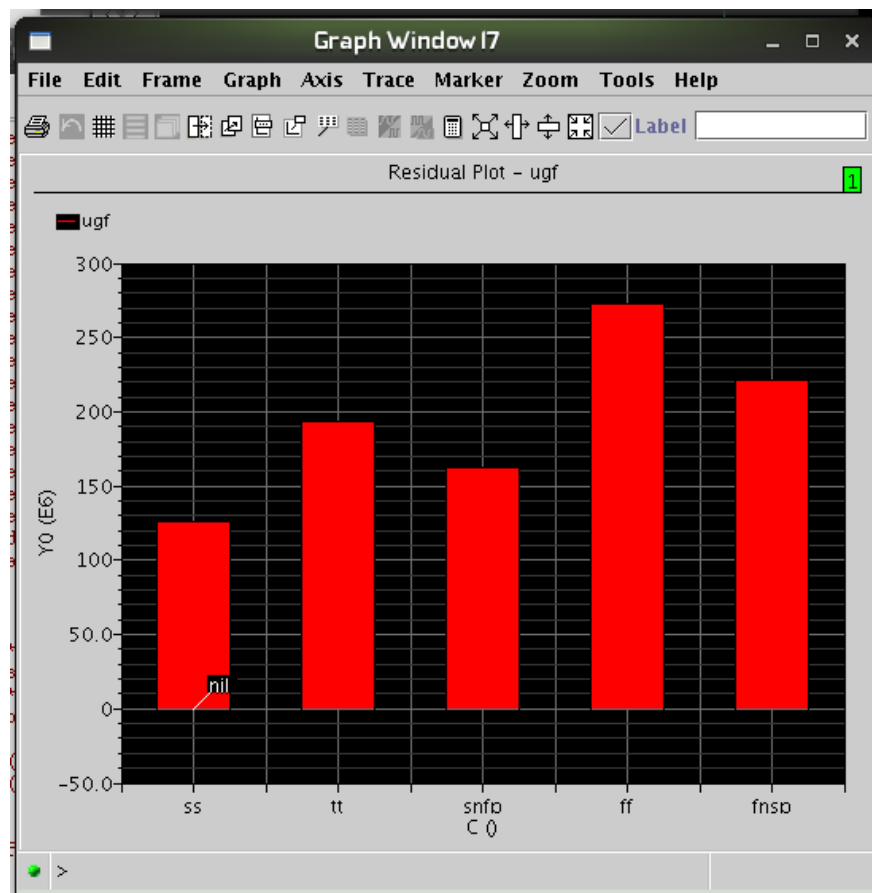 Graph Window 17
File Edit Frame Graph Axis Trace Marker Zoom Tools Help
Label
Residual Plot - ugf
1
ugf
300
250
200
150
100
50.0
0
-50.0
Y0 (E6)
nil
ss tt snfp ff fnsp
C ()
>